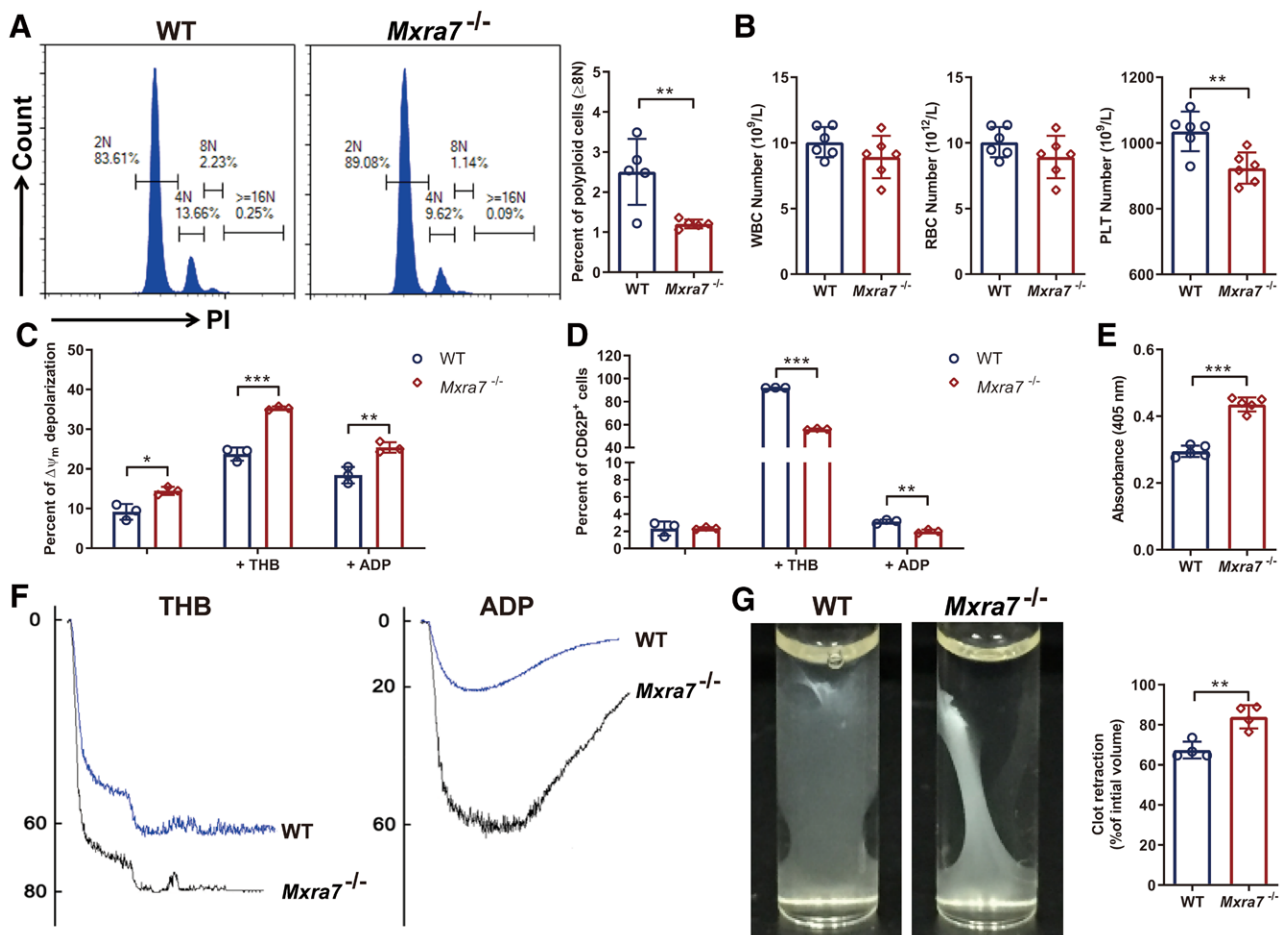 A
WT
Mxra7 -/-
Count
2N
83.61%
8N
2.23%
4N
13.66%
>=16N
0.25%
2N
89.08%
8N
1.14%
4N
9.62%
>=16N
0.09%
PI
Percent of polyploid cells (≥8N)
5
4
3
2
1
0
**
WT
Mxra7 -/-
B
WBC Number (10⁹/L)
15
10
5
0
WT
Mxra7 -/-
RBC Number (10¹²/L)
15
10
5
0
WT
Mxra7 -/-
PLT Number (10⁹/L)
1200
1000
800
600
**
WT
Mxra7 -/-
C
Percent of Δψm depolarization
50
40
30
20
10
0
*
***
**
+ THB
+ ADP
WT
Mxra7 -/-
D
Percent of CD62P⁺ cells
120
100
80
60
40
10
8
6
4
2
0
***
**
+ THB
+ ADP
WT
Mxra7 -/-
E
Absorbance (405 nm)
0.6
0.4
0.2
0.0
***
WT
Mxra7 -/-
F
THB
0
60
80
WT
Mxra7-/-
ADP
0
20
60
WT
Mxra7-/-
G
WT
Mxra7-/-
Clot retraction
(%of intial volume)
100
80
60
40
20
0
**
WT
Mxra7 -/-